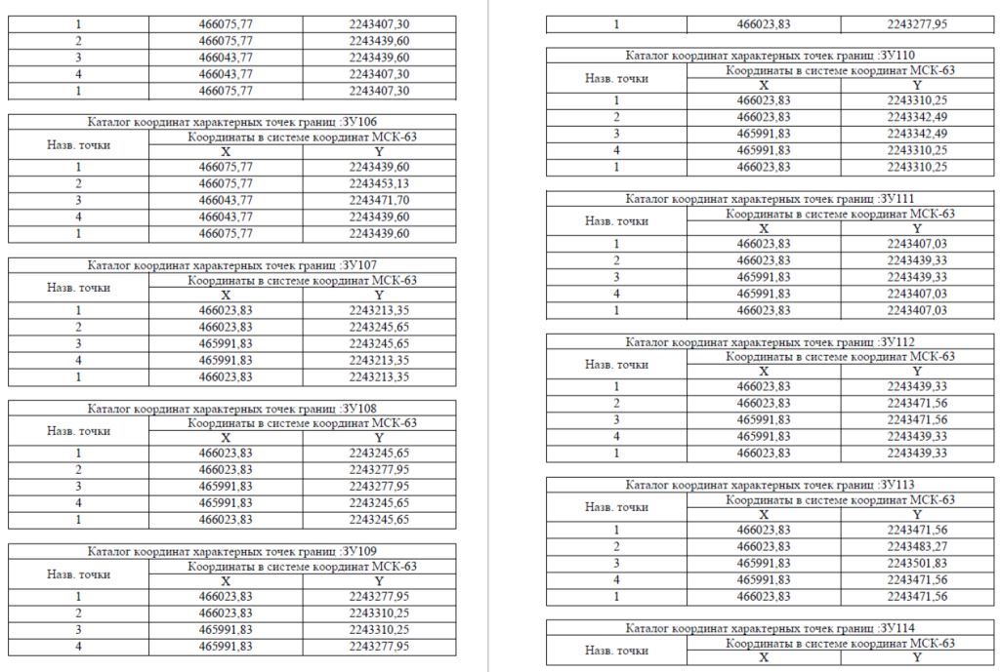 1 466075,77 2243407,30
2 466075,77 2243439,60
3 466043,77 2243439,60
4 466043,77 2243407,30
1 466075,77 2243407,30
Каталог координат характерных точек границ :ЗУ106
Назв. точки
Координаты в системе координат МСК-63
X Y
1 466075,77 2243439,60
2 466075,77 2243453,13
3 466043,77 2243471,70
4 466043,77 2243439,60
1 466075,77 2243439,60
Каталог координат характерных точек границ :ЗУ107
Назв. точки
Координаты в системе координат МСК-63
X Y
1 466023,83 2243213,35
2 466023,83 2243245,65
3 465991,83 2243245,65
4 465991,83 2243213,35
1 466023,83 2243213,35
Каталог координат характерных точек границ :ЗУ108
Назв. точки
Координаты в системе координат МСК-63
X Y
1 466023,83 2243245,65
2 466023,83 2243277,95
3 465991,83 2243277,95
4 465991,83 2243245,65
1 466023,83 2243245,65
Каталог координат характерных точек границ :ЗУ109
Назв. точки
Координаты в системе координат МСК-63
X Y
1 466023,83 2243277,95
2 466023,83 2243310,25
3 465991,83 2243310,25
4 465991,83 2243277,95
1 466023,83 2243277,95
Каталог координат характерных точек границ :ЗУ110
Назв. точки
Координаты в системе координат МСК-63
X Y
1 466023,83 2243310,25
2 466023,83 2243342,49
3 465991,83 2243342,49
4 465991,83 2243310,25
1 466023,83 2243310,25
Каталог координат характерных точек границ :ЗУ111
Назв. точки
Координаты в системе координат МСК-63
X Y
1 466023,83 2243407,03
2 466023,83 2243439,33
3 465991,83 2243439,33
4 465991,83 2243407,03
1 466023,83 2243407,03
Каталог координат характерных точек границ :ЗУ112
Назв. точки
Координаты в системе координат МСК-63
X Y
1 466023,83 2243439,33
2 466023,83 2243471,56
3 465991,83 2243471,56
4 465991,83 2243439,33
1 466023,83 2243439,33
Каталог координат характерных точек границ :ЗУ113
Назв. точки
Координаты в системе координат МСК-63
X Y
1 466023,83 2243471,56
2 466023,83 2243483,27
3 465991,83 2243501,83
4 465991,83 2243471,56
1 466023,83 2243471,56
Каталог координат характерных точек границ :ЗУ114
Назв. точки
Координаты в системе координат МСК-63
X Y